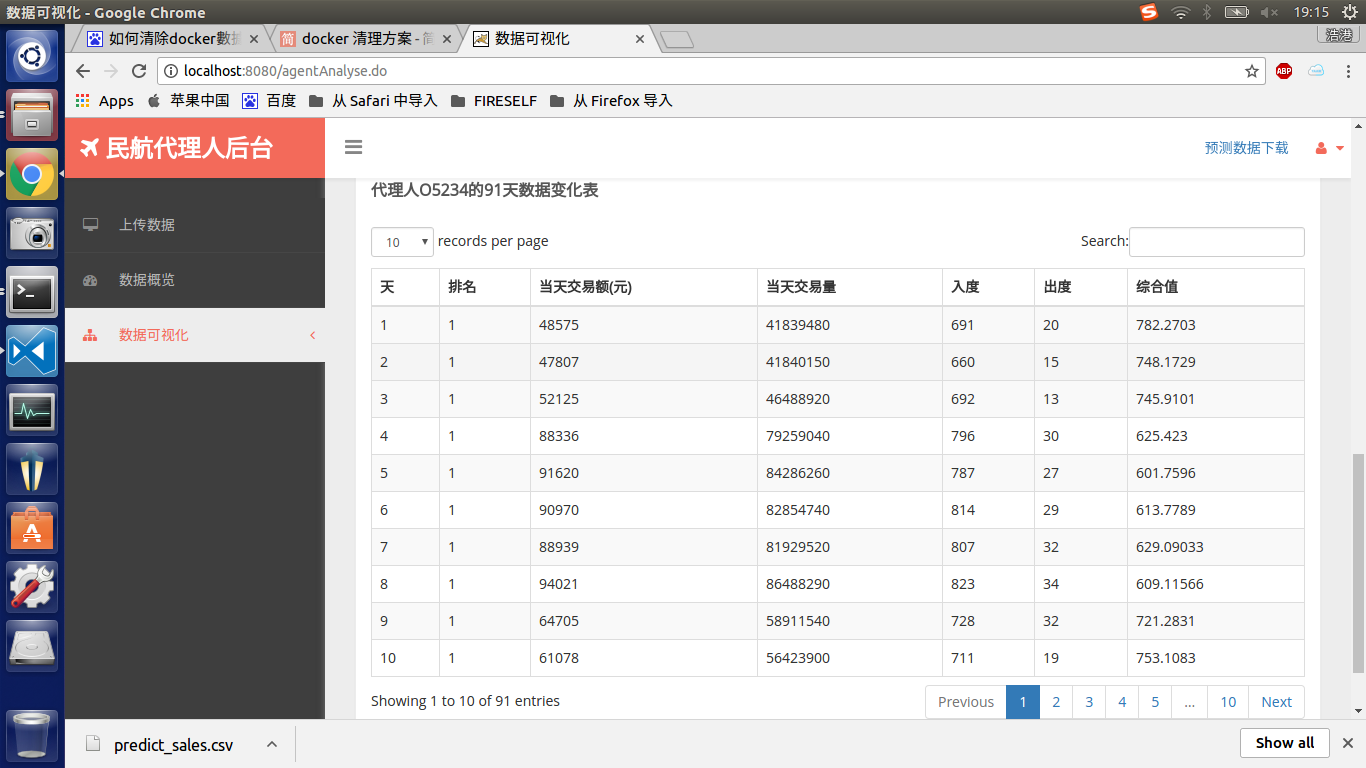 数据可视化 - Google Chrome
19:15
如何清除docker數據
docker 清理方案 - 简
数据可视化
浩港
localhost:8080/agentAnalyse.do
ABP
Apps 苹果中国 百度 从 Safari 中导入 FIRESELF 从 Firefox 导入
民航代理人后台
预测数据下载
上传数据
数据概览
数据可视化
代理人O5234的91天数据变化表
10 records per page
Search:
天 排名 当天交易额(元) 当天交易量 入度 出度 综合值
1 1 48575 41839480 691 20 782.2703
2 1 47807 41840150 660 15 748.1729
3 1 52125 46488920 692 13 745.9101
4 1 88336 79259040 796 30 625.423
5 1 91620 84286260 787 27 601.7596
6 1 90970 82854740 814 29 613.7789
7 1 88939 81929520 807 32 629.09033
8 1 94021 86488290 823 34 609.11566
9 1 64705 58911540 728 32 721.2831
10 1 61078 56423900 711 19 753.1083
Showing 1 to 10 of 91 entries
Previous 1 2 3 4 5 ... 10 Next
predict_sales.csv
Show all